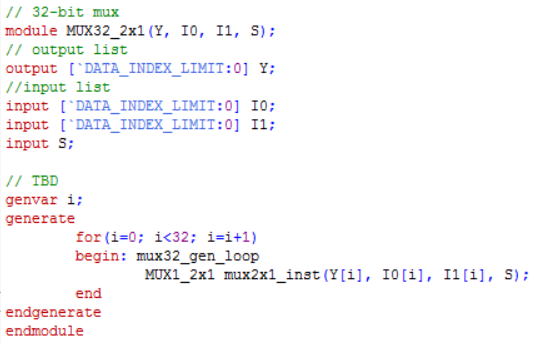 // 32-bit mux
module MUX32_2x1(Y, I0, I1, S);
// output list
output [`DATA_INDEX_LIMIT:0] Y;
//input list
input [`DATA_INDEX_LIMIT:0] I0;
input [`DATA_INDEX_LIMIT:0] I1;
input S;

// TBD
genvar i;
generate
        for(i=0; i<32; i=i+1)
        begin: mux32_gen_loop
                MUX1_2x1 mux2x1_inst(Y[i], I0[i], I1[i], S);
        end
endgenerate
endmodule